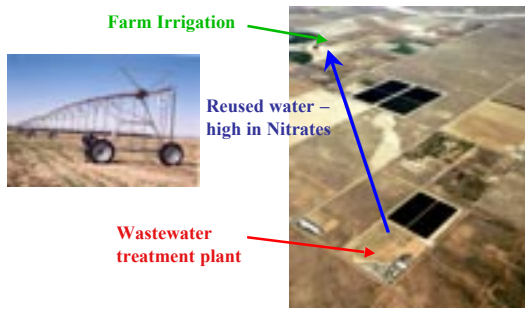 Farm Irrigation
Reused water –
high in Nitrates
Wastewater
treatment plant